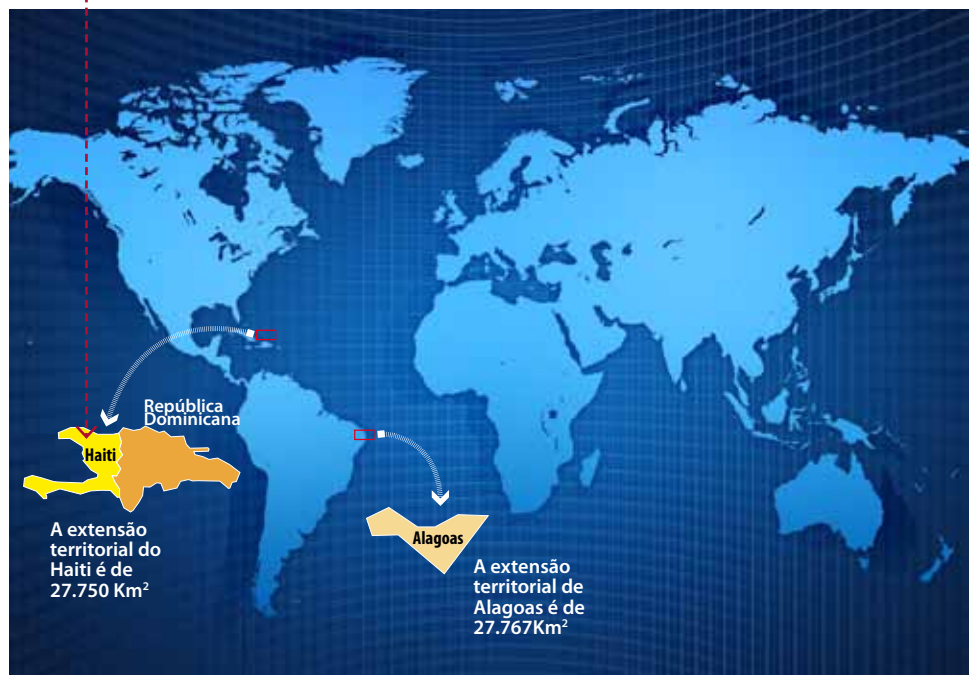 República
Dominicana
Haiti
A extensão
territorial do
Haiti é de
27.750 Km²
Alagoas
A extensão
territorial de
Alagoas é de
27.767Km²